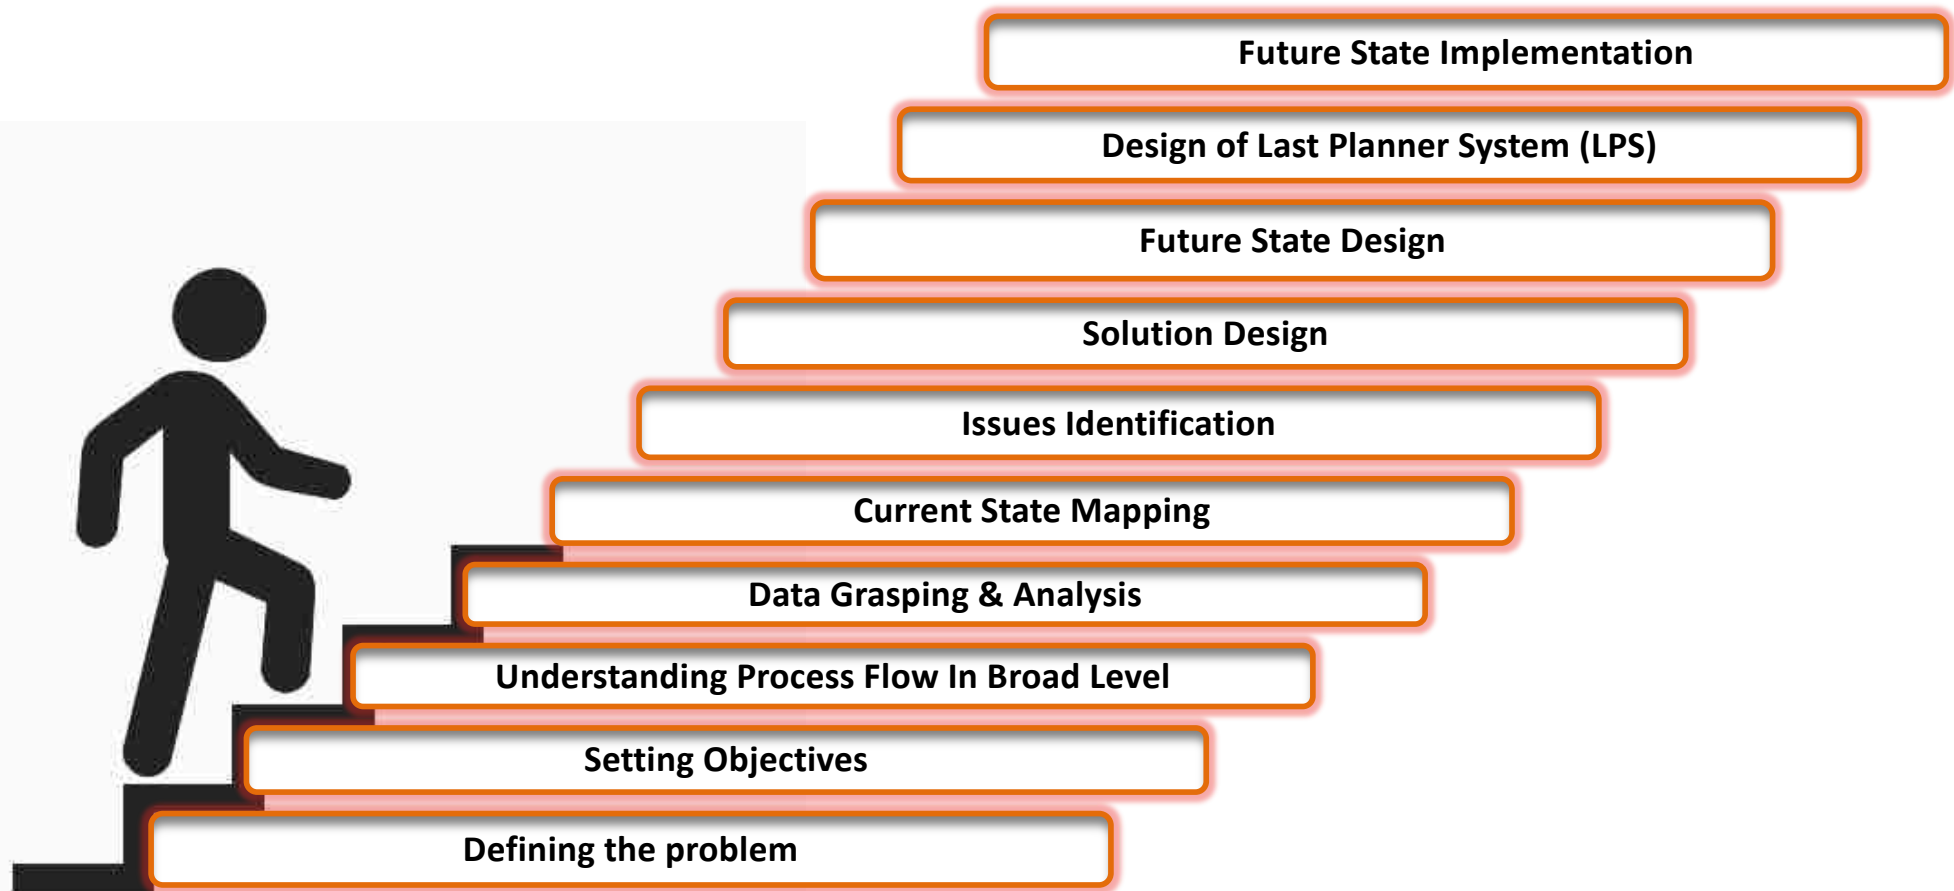 Future State Implementation
Design of Last Planner System (LPS)
Future State Design
Solution Design
Issues Identification
Current State Mapping
Data Grasping & Analysis
Understanding Process Flow In Broad Level
Setting Objectives
Defining the problem